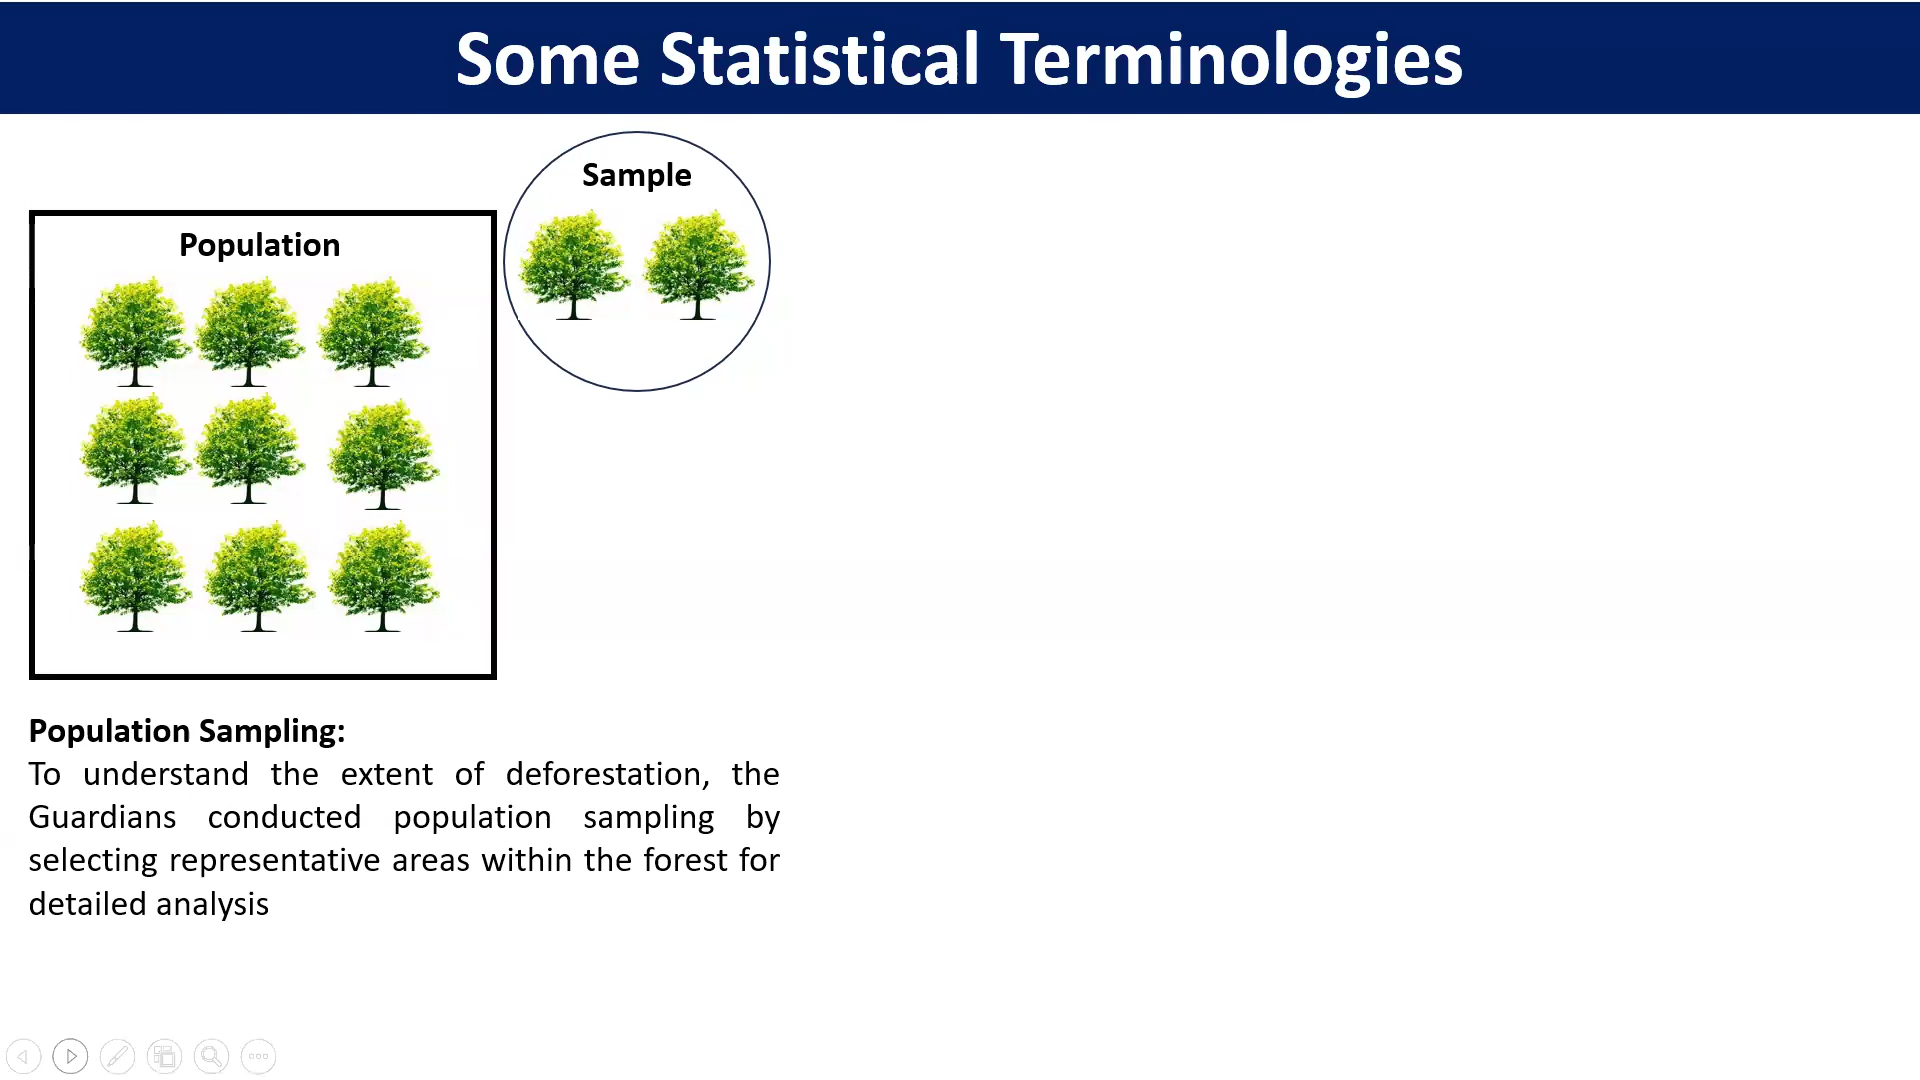 Some Statistical Terminologies
Sample
Population
Population Sampling:
To understand the extent of deforestation, the
Guardians conducted population sampling by
selecting representative areas within the forest for
detailed analysis